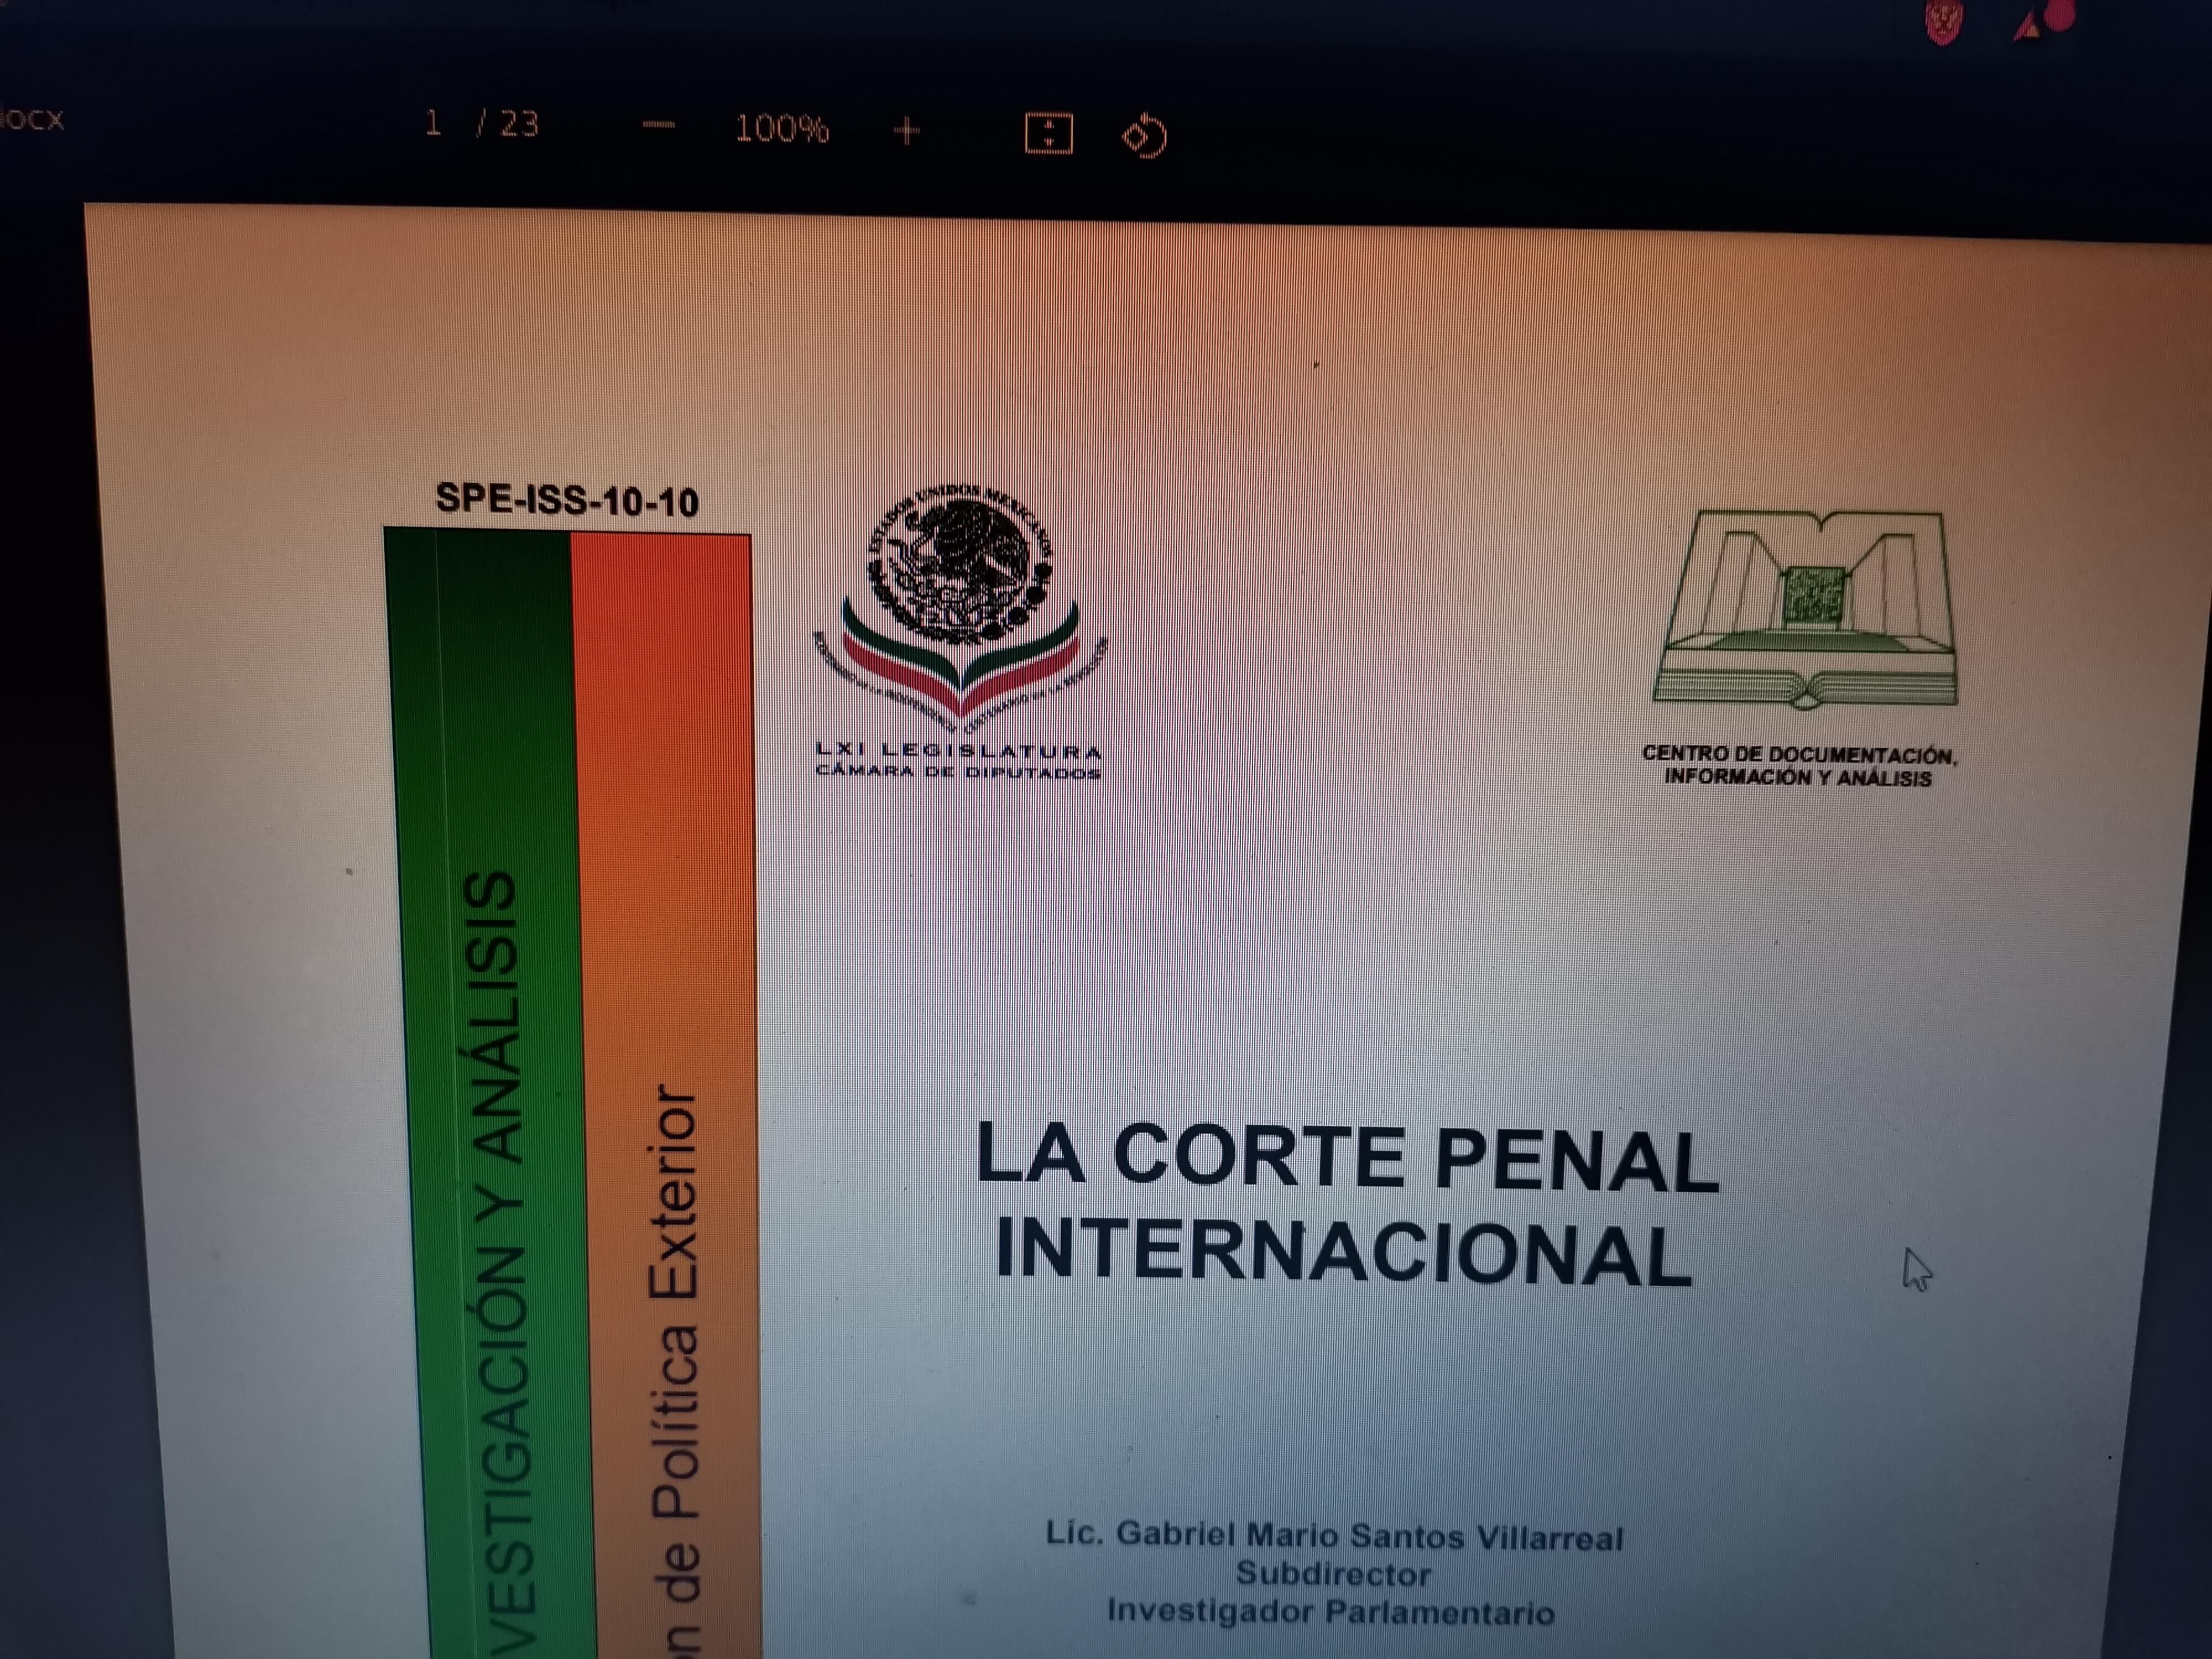 ocx
1 / 23
100%
SPE-ISS-10-10
ESTADOS UNIDOS MEXICANOS
LXI LEGISLATURA
CÁMARA DE DIPUTADOS
CENTRO DE DOCUMENTACIÓN,
INFORMACIÓN Y ANÁLISIS
VESTIGACIÓN Y ANÁLISIS
ón de Política Exterior
LA CORTE PENAL
INTERNACIONAL
Lic. Gabriel Mario Santos Villarreal
Subdirector
Investigador Parlamentario